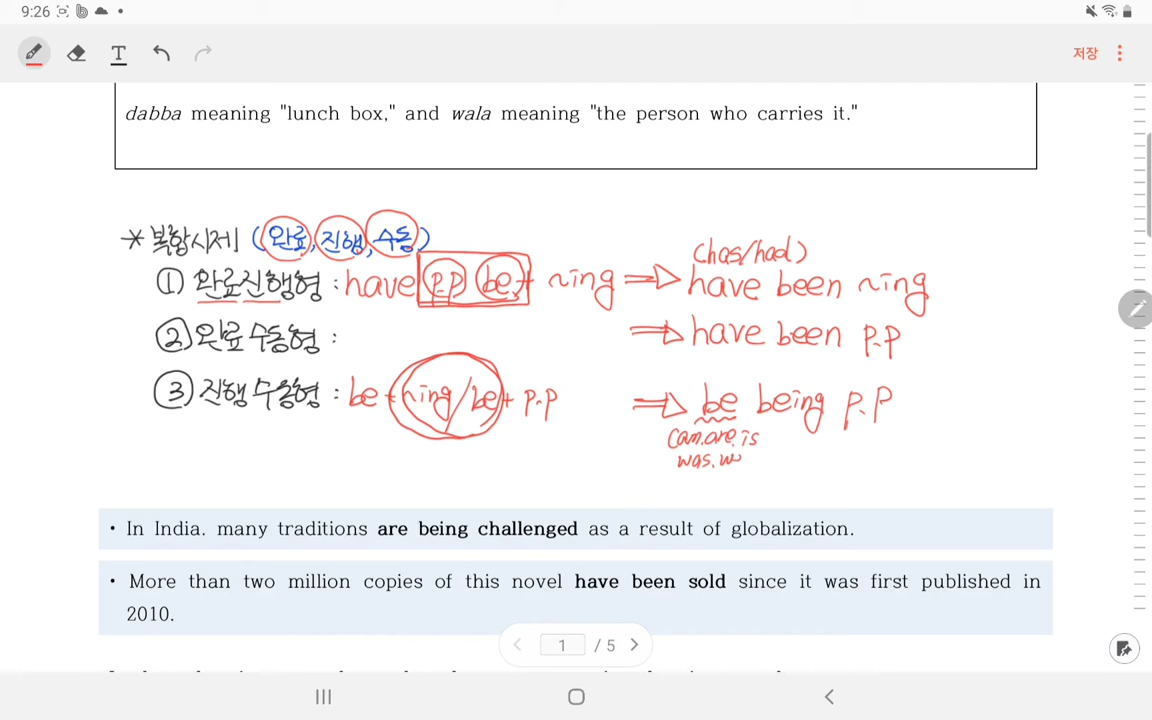 9:26
저장
dabba meaning "lunch box," and wala meaning "the person who carries it."
* 복합시제 (완료, 진행, 수동)
(has/had)
① 완료진행형 : have p.p be + ~ing ⇒ have been ~ing
② 완료수동형 : ⇒ have been p.p
③ 진행수동형 : be + ~ing/be + p.p ⇒ be being p.p
(am. are. is
was. w
· In India. many traditions are being challenged as a result of globalization.
· More than two million copies of this novel have been sold since it was first published in
2010.
1 / 5